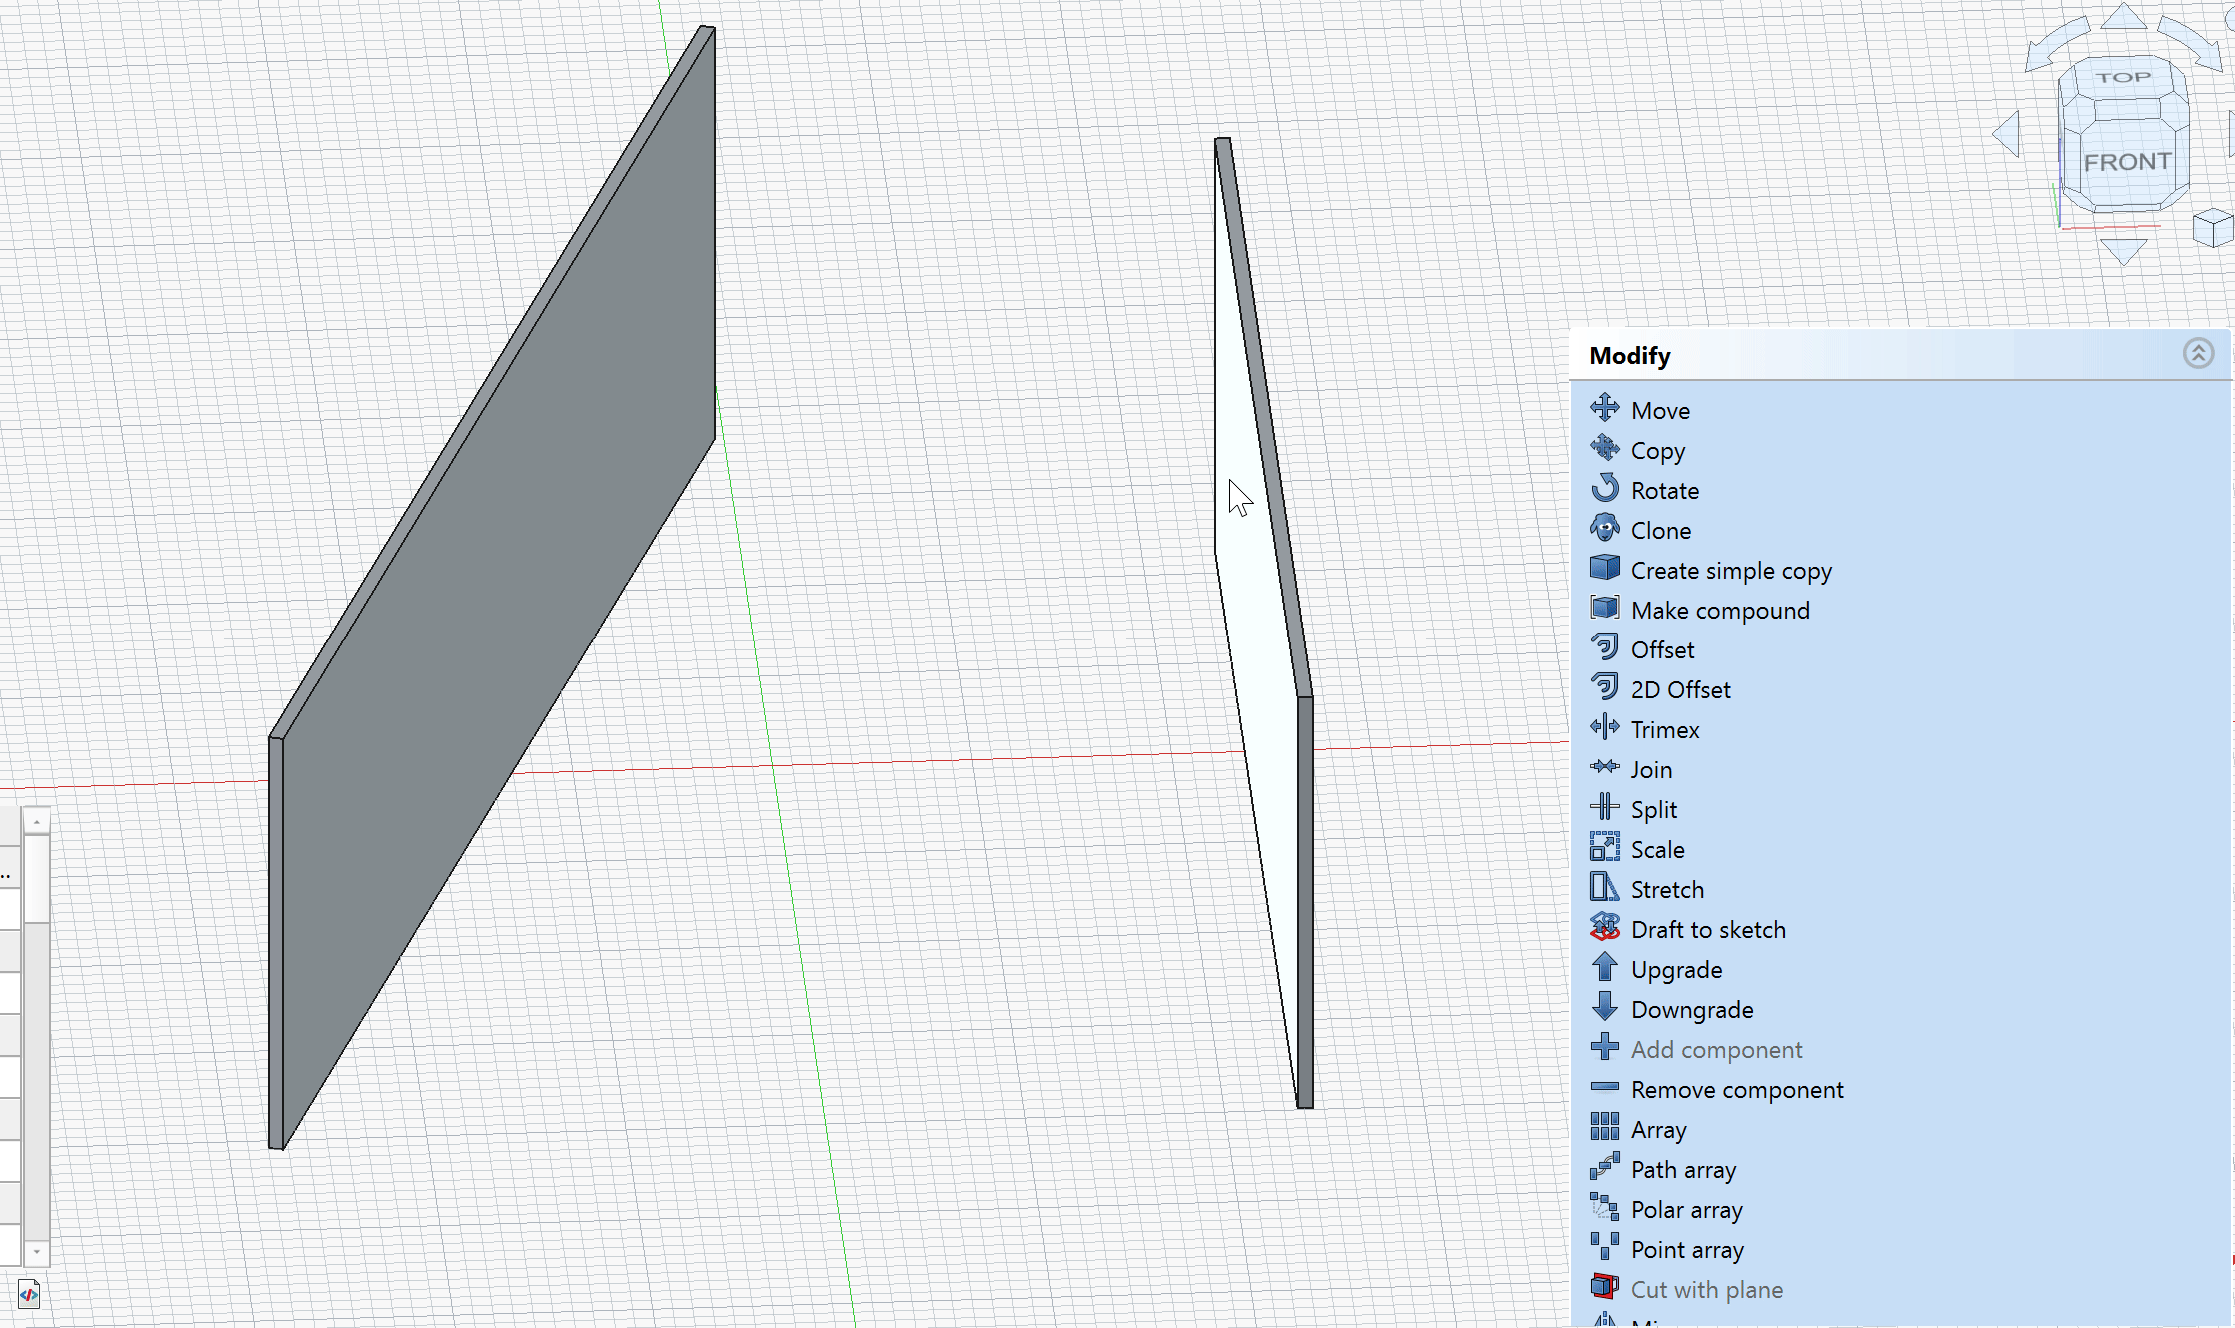 TOP
FRONT
Modify
Move
Copy
Rotate
Clone
Create simple copy
Make compound
Offset
2D Offset
Trimex
Join
Split
Scale
Stretch
Draft to sketch
Upgrade
Downgrade
Add component
Remove component
Array
Path array
Polar array
Point array
Cut with plane
..